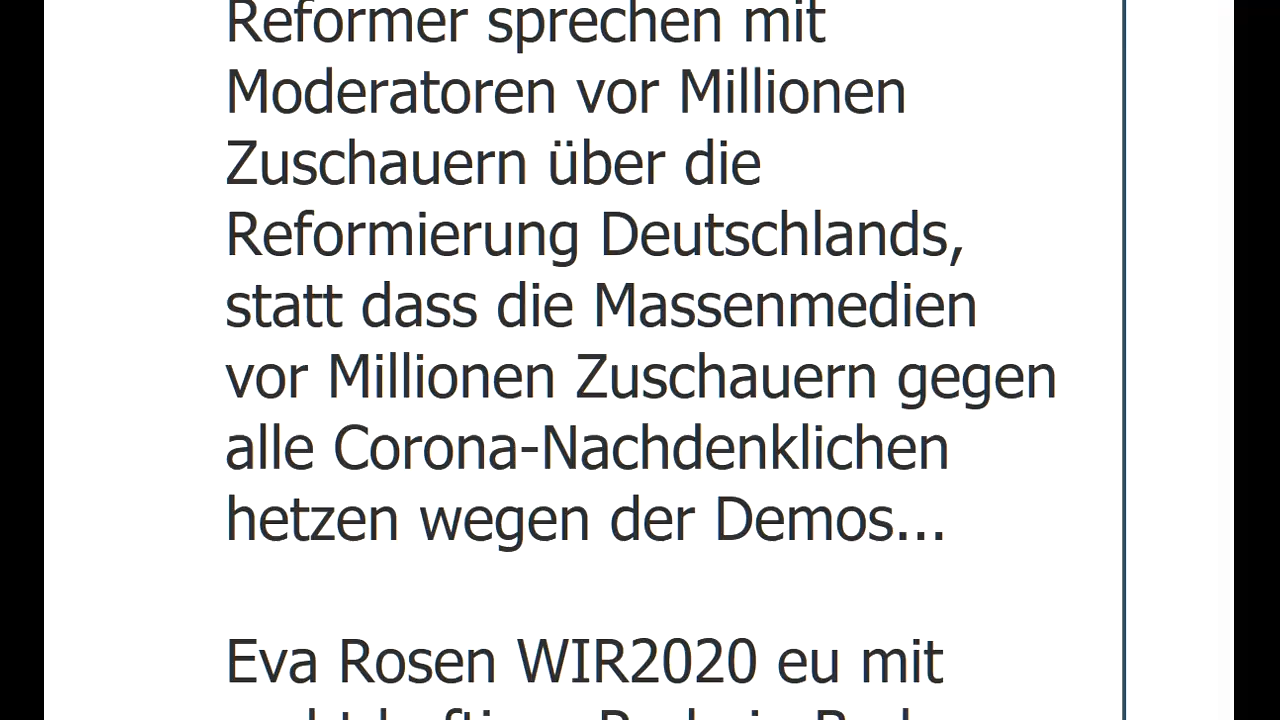 Reformer sprechen mit
Moderatoren vor Millionen
Zuschauern über die
Reformierung Deutschlands,
statt dass die Massenmedien
vor Millionen Zuschauern gegen
alle Corona-Nachdenklichen
hetzen wegen der Demos...
Eva Rosen WIR2020 eu mit